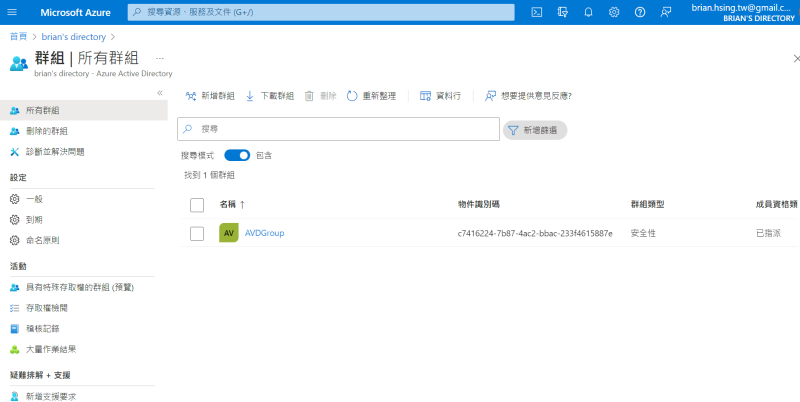 Microsoft Azure
搜尋資源、服務及文件 (G+/)
brian.hsing.tw@gmail.c...
BRIAN'S DIRECTORY
首頁 > brian's directory >
群組 | 所有群組 ...
brian's directory - Azure Active Directory
«
所有群組
刪除的群組
診斷並解決問題
設定
一般
到期
命名原則
活動
具有特殊存取權的群組 (預覽)
存取權檢閱
稽核記錄
大量作業結果
疑難排解 + 支援
新增支援要求
新增群組 下載群組 刪除 重新整理 資料行 想要提供意見反應?
搜尋
新增篩選
搜尋模式 包含
找到 1 個群組
名稱 ↑ 物件識別碼 群組類型 成員資格類
AV AVDGroup c7416224-7b87-4ac2-bbac-233f4615887e 安全性 已指派